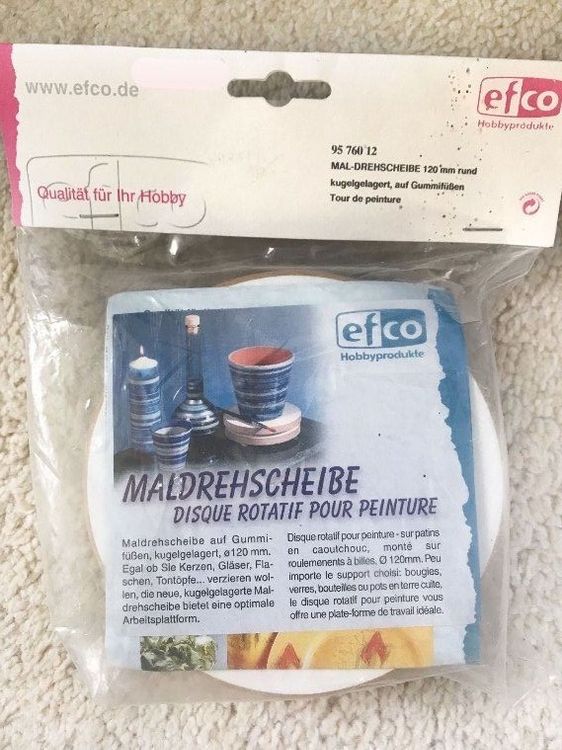 www.efco.de
efco
Hobbyprodukte
95 760 12
MAL-DREHSCHEIBE 120 mm rund
kugelgelagert, auf Gummifüßen
Tour de peinture
efco
Qualität für Ihr Hobby
efco
Hobbyprodukte
MALDREHSCHEIBE
DISQUE ROTATIF POUR PEINTURE
Maldrehscheibe auf Gummi-
füßen, kugelgelagert, ø120 mm.
Egal ob Sie Kerzen, Gläser, Fla-
schen, Tontöpfe... verzieren wol-
len, die neue, kugelgelagerte Mal-
drehscheibe bietet eine optimale
Arbeitsplattform.
Disque rotatif pour peinture - sur patins
en caoutchouc, monté sur
roulemenents à billes, Ø 120mm. Peu
importe le support choisi: bougies,
verres, bouteilles ou pots en terre cuite,
le disque rotatif pour peinture vous
offre une plate-forme de travail idéale.